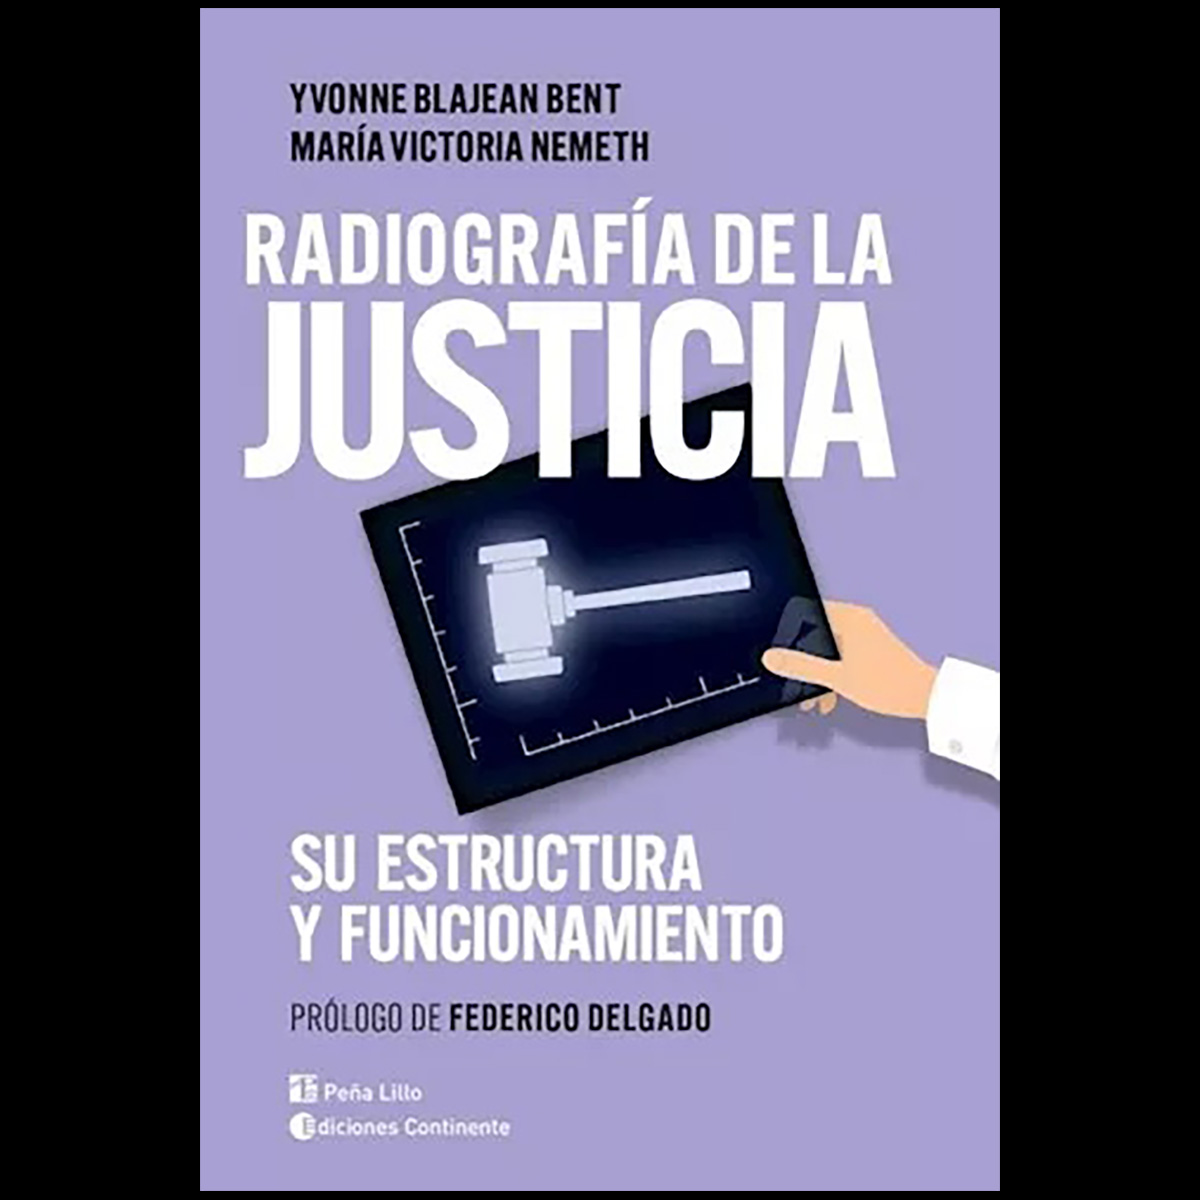 YVONNE BLAJEAN BENT
MARÍA VICTORIA NEMETH
RADIOGRAFÍA DE LA
JUSTICIA
SU ESTRUCTURA
Y FUNCIONAMIENTO
PRÓLOGO DE FEDERICO DELGADO
Peña Lillo
Ediciones Continente